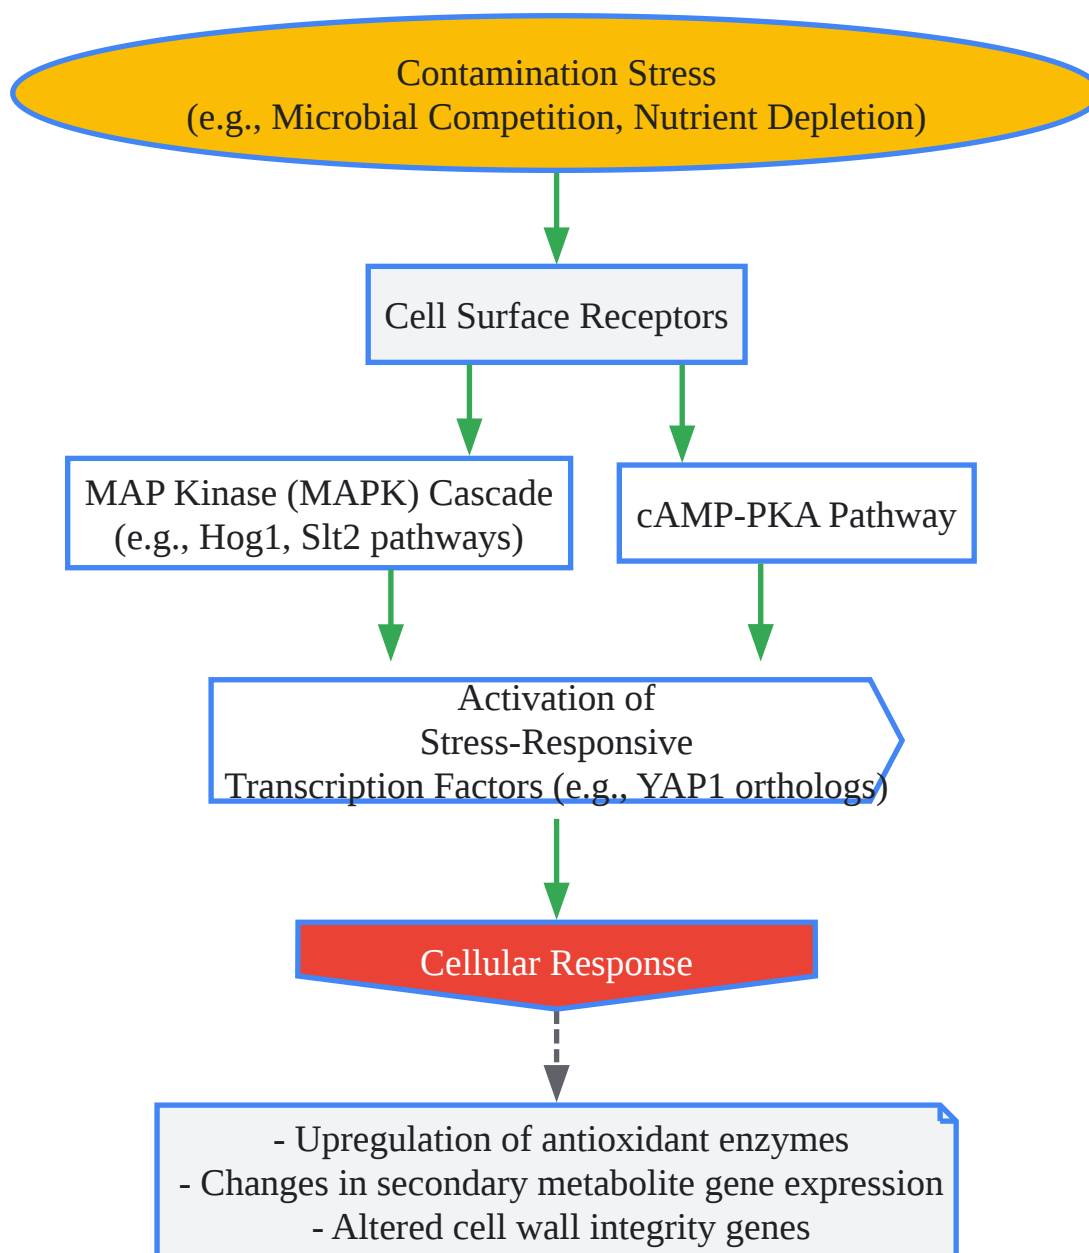 Contamination Stress
(e.g., Microbial Competition, Nutrient Depletion)
Cell Surface Receptors
MAP Kinase (MAPK) Cascade
(e.g., Hog1, Slt2 pathways)
cAMP-PKA Pathway
Activation of
Stress-Responsive
Transcription Factors (e.g., YAP1 orthologs)
Cellular Response
- Upregulation of antioxidant enzymes
- Changes in secondary metabolite gene expression
- Altered cell wall integrity genes